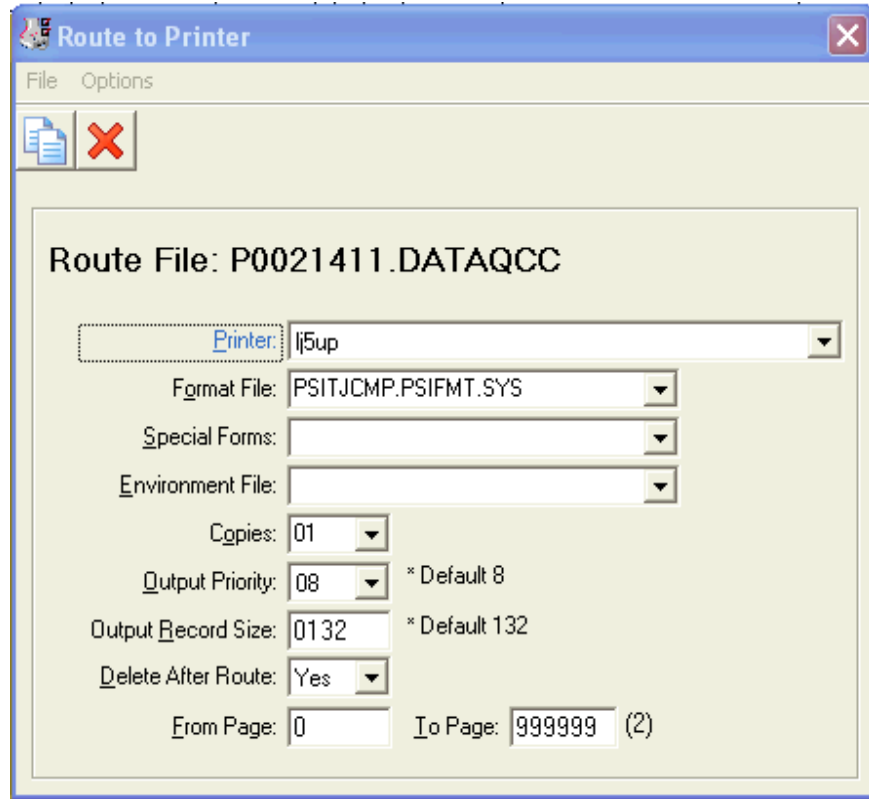 Route to Printer
File Options
Route File: P0021411.DATAQCC
Printer: lj5up
Format File: PSITJCMP.PSIFMT.SYS
Special Forms:
Environment File:
Copies: 01
Output Priority: 08 * Default 8
Output Record Size: 0132 * Default 132
Delete After Route: Yes
From Page: 0 To Page: 999999 (2)